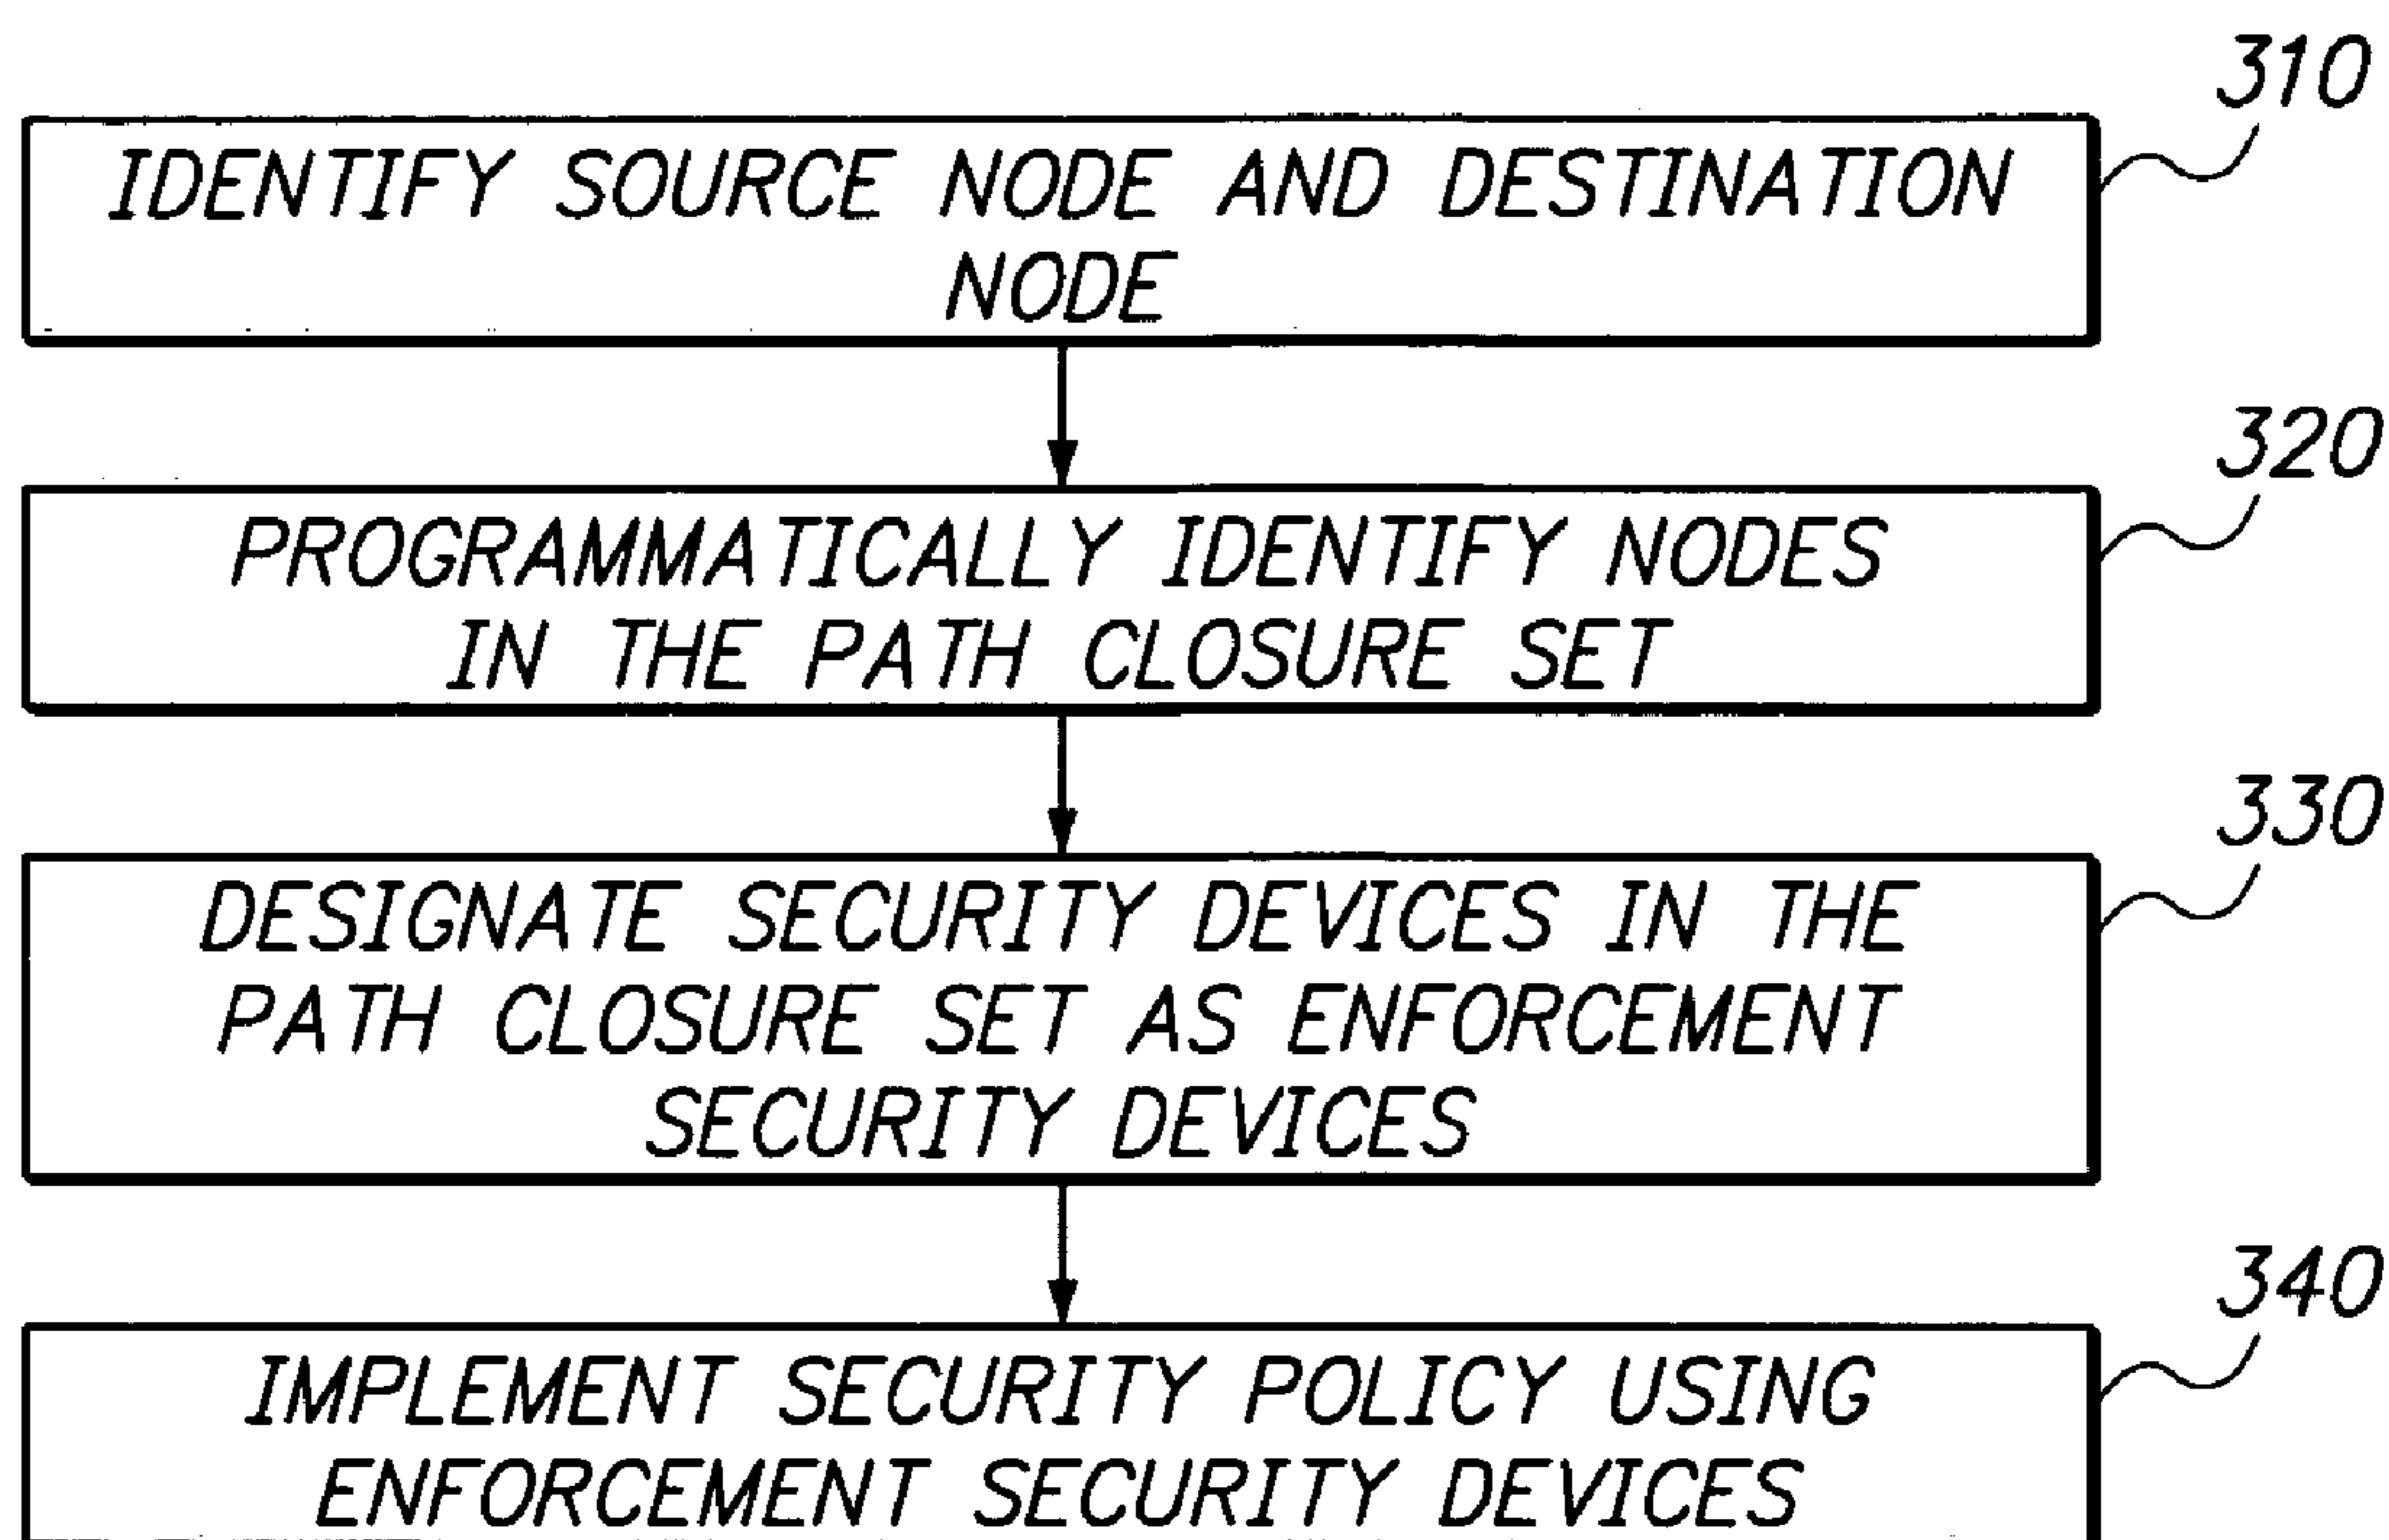 310
IDENTIFY SOURCE NODE AND DESTINATION
NODE
320
PROGRAMMATICALLY IDENTIFY NODES
IN THE PATH CLOSURE SET
330
DESIGNATE SECURITY DEVICES IN THE
PATH CLOSURE SET AS ENFORCEMENT
SECURITY DEVICES
340
IMPLEMENT SECURITY POLICY USING
ENFORCEMENT SECURITY DEVICES